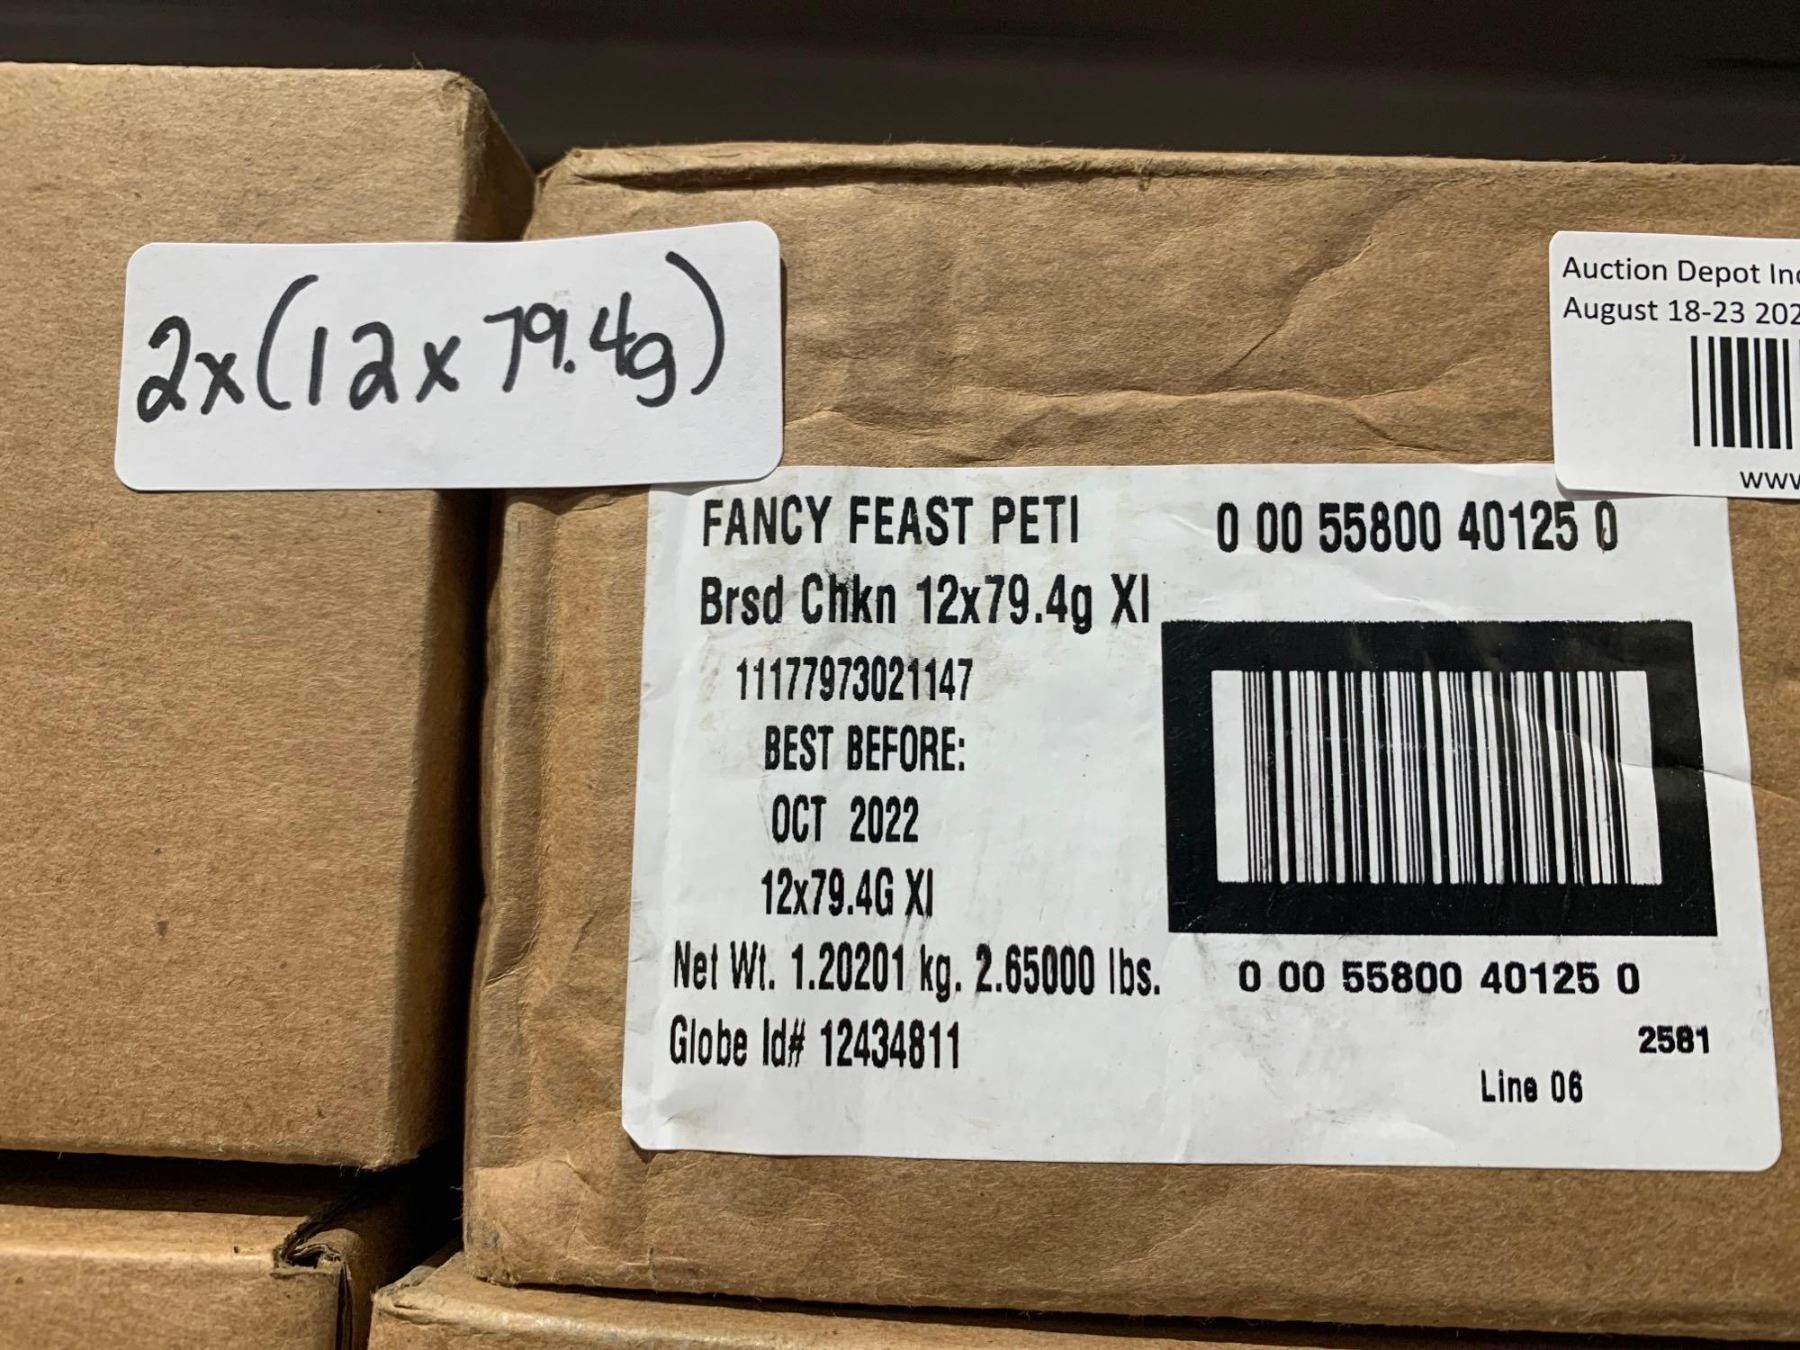 2x(12x79.4g)
Auction Depot Inc
August 18-23 202
www
FANCY FEAST PETI
0 00 55800 40125 0
Brsd Chkn 12x79.4g XI
11177973021147
BEST BEFORE:
OCT 2022
12x79.4G XI
Net Wt. 1.20201 kg. 2.65000 lbs.
0 00 55800 40125 0
Globe Id# 12434811
2581
Line 06